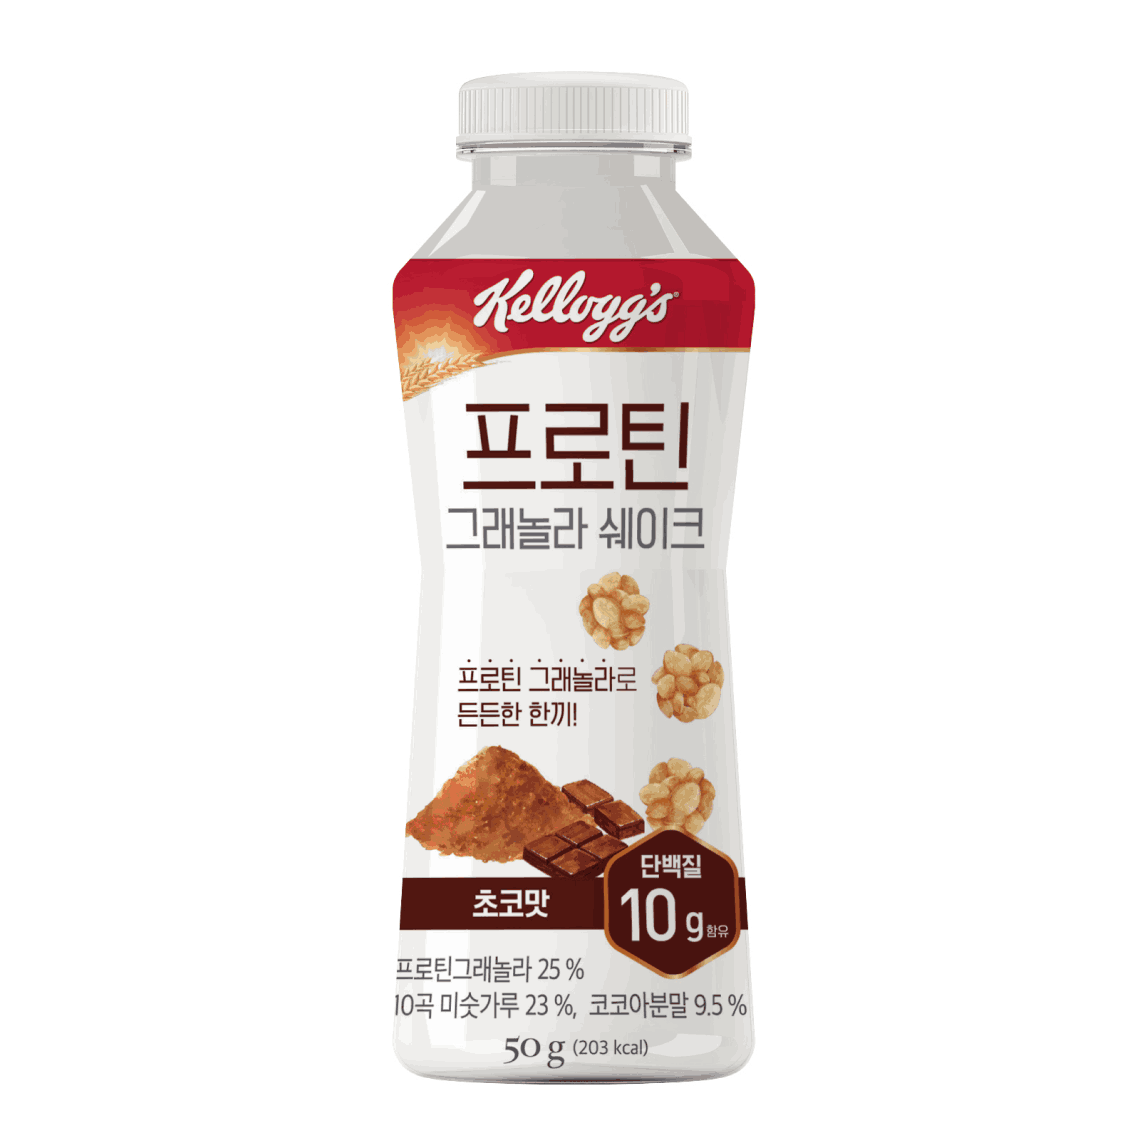 Kellogg's®
프로틴
그래놀라 쉐이크
프로틴 그래놀라로
든든한 한끼!
단백질
10 g 함유
초코맛
프로틴그래놀라 25 %
10곡 미숫가루 23 %, 코코아분말 9.5 %
50 g (203 kcal)